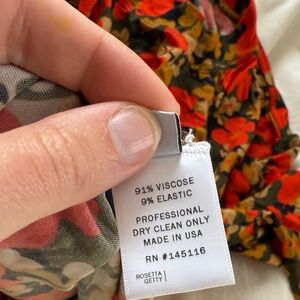 91% VISCOSE
9% ELASTIC
PROFESSIONAL
DRY CLEAN ONLY
MADE IN USA
RN #145116
ROSETTA
GETTY